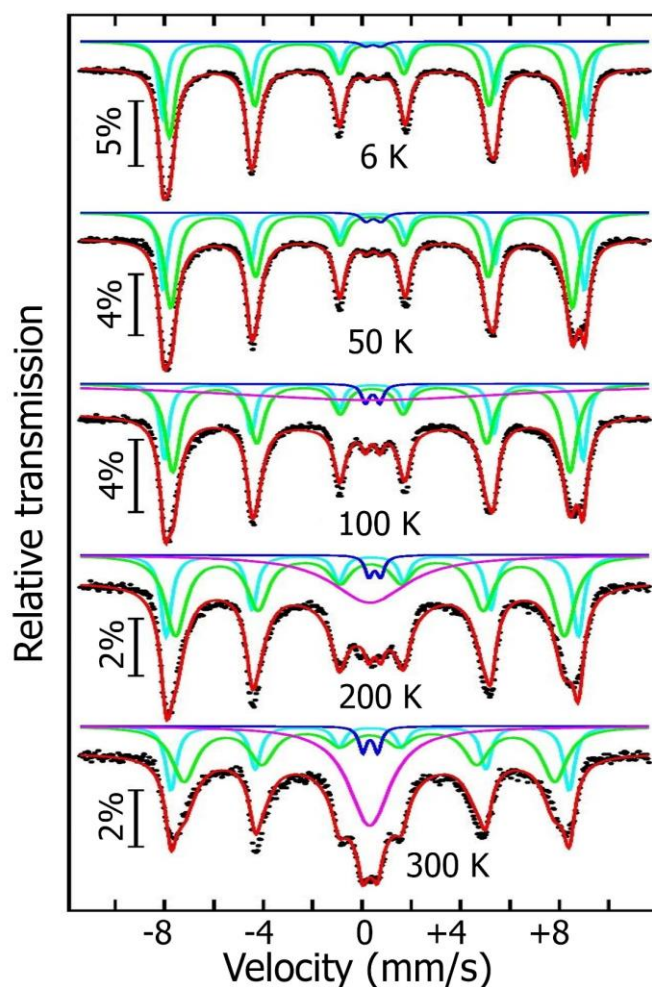 Relative transmission
5%
6 K
4%
50 K
4%
100 K
2%
200 K
2%
300 K
-8 -4 0 +4 +8
Velocity (mm/s)